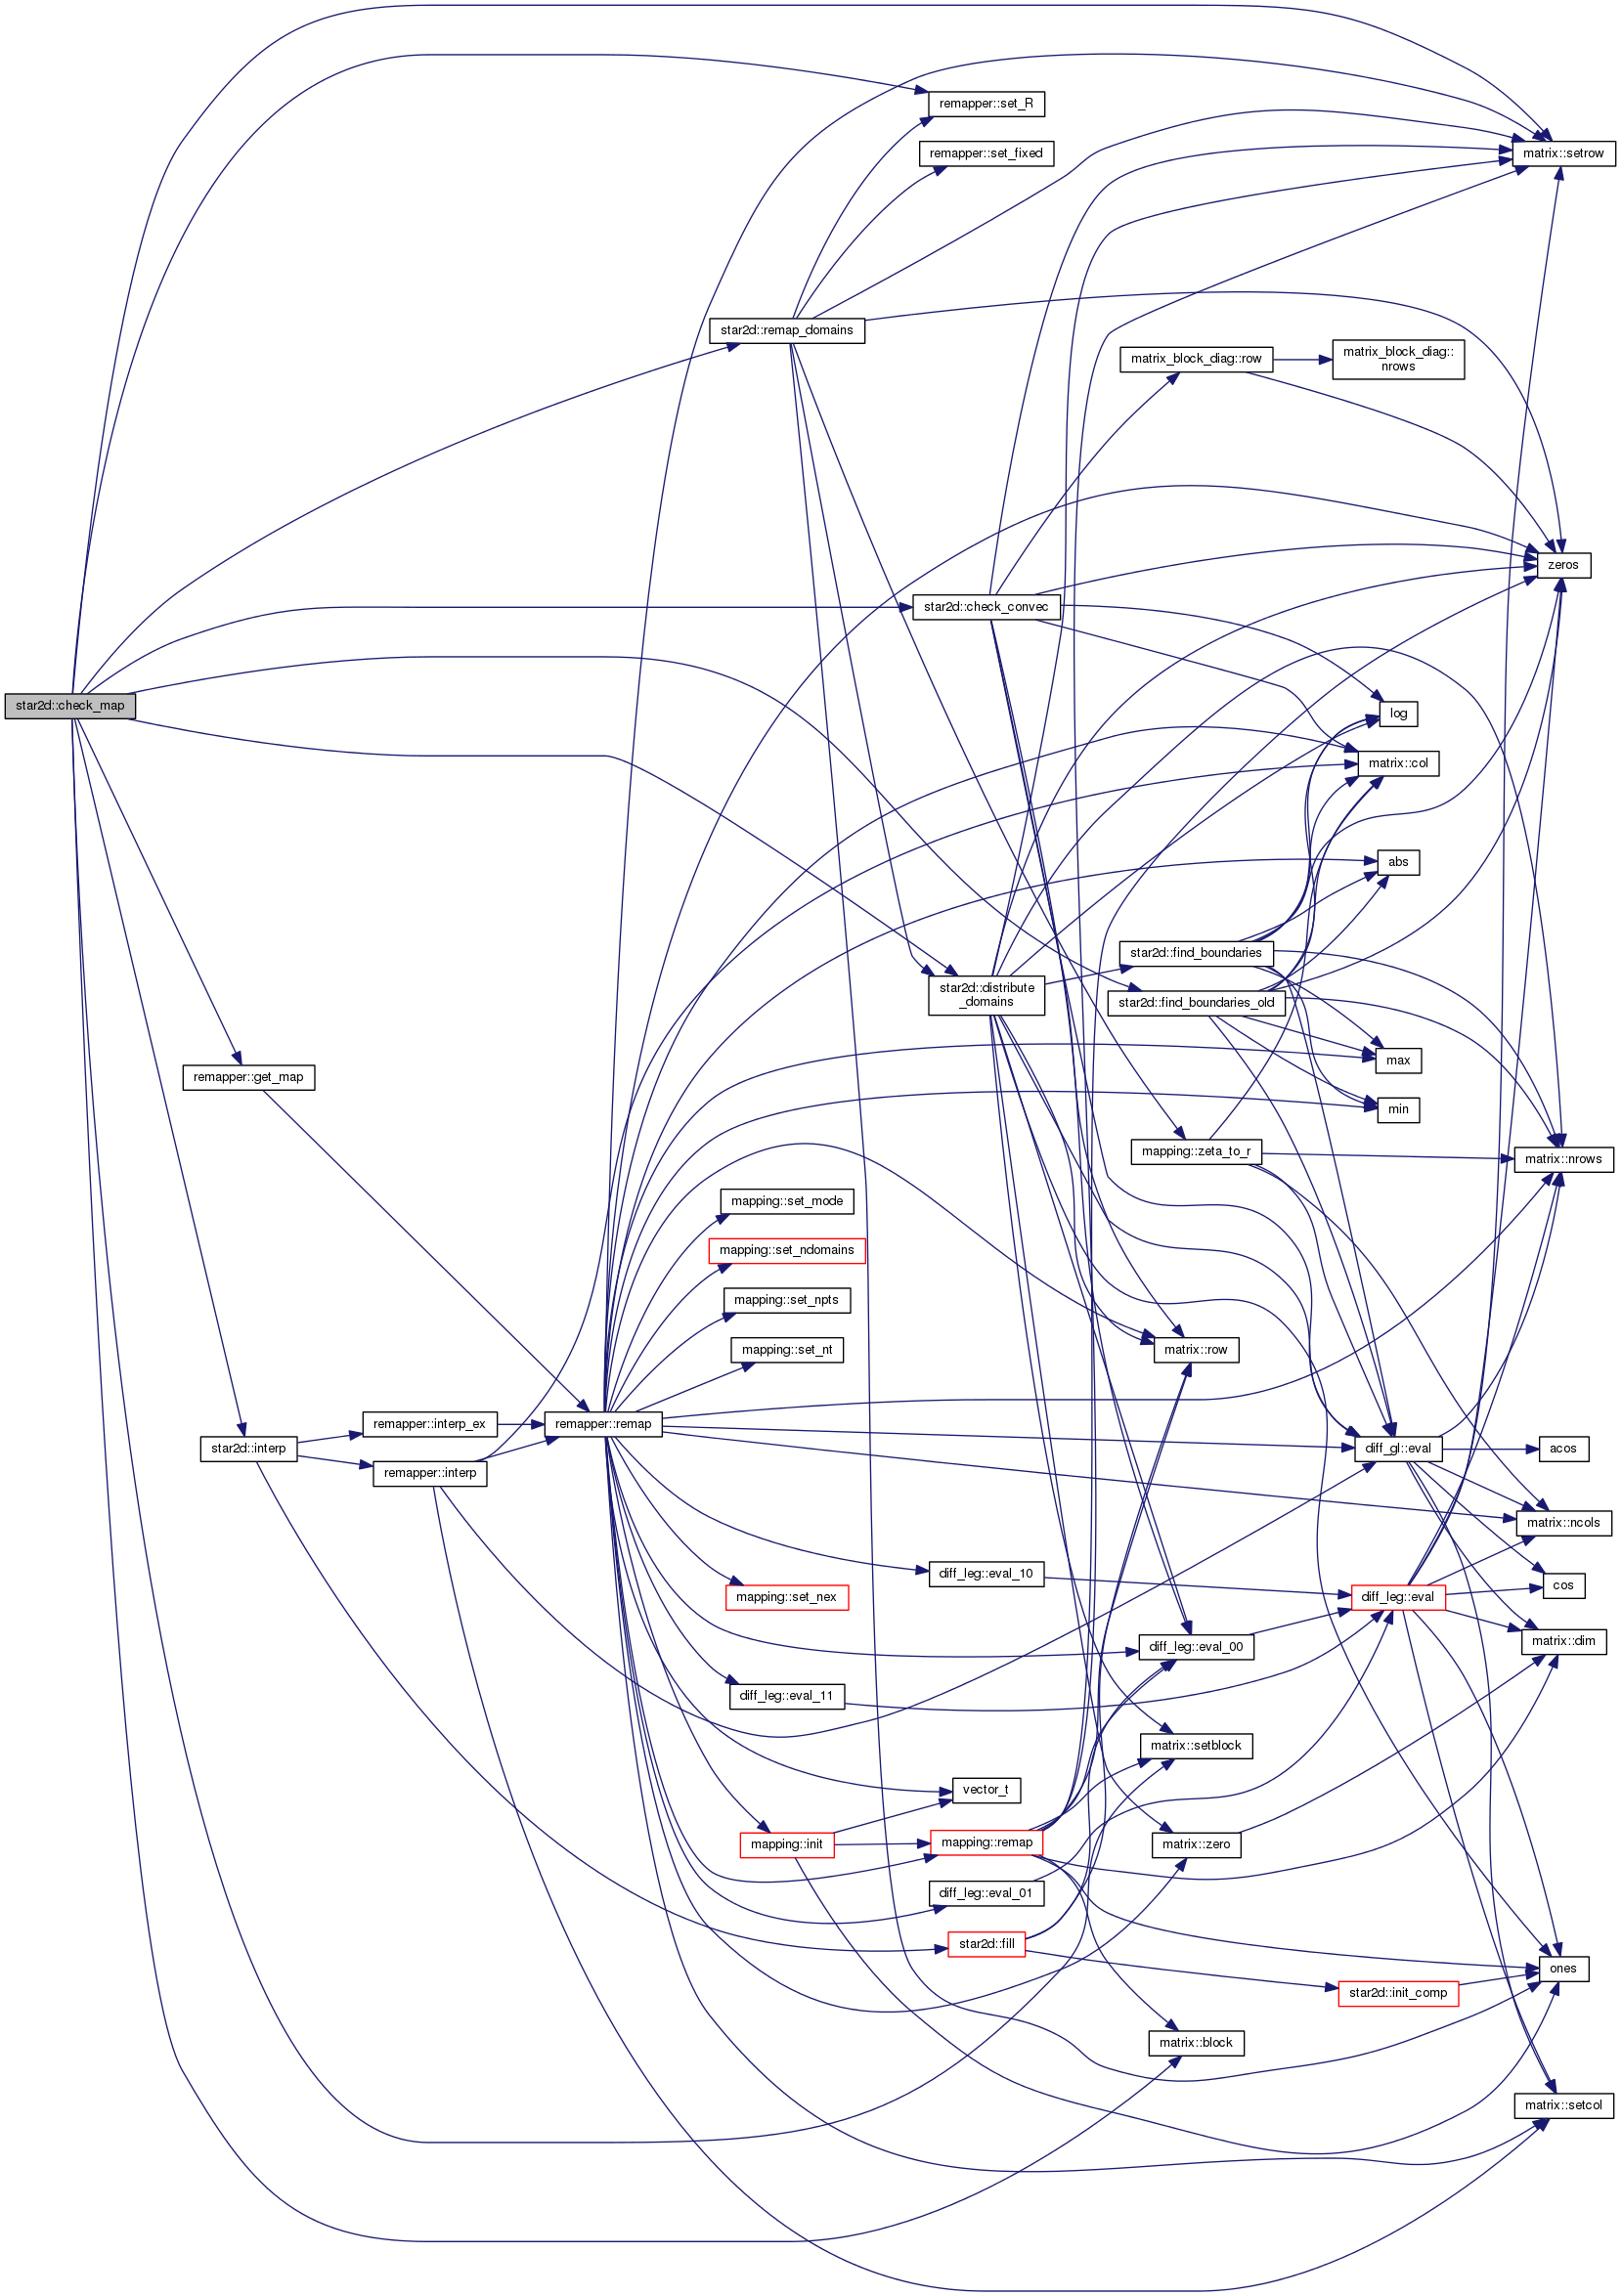 remapper::set_R
remapper::set_fixed
matrix::setrow
star2d::remap_domains
matrix_block_diag::row
matrix_block_diag::
nrows
zeros
star2d::check_convec
star2d::check_map
log
matrix::col
abs
star2d::find_boundaries
star2d::distribute
_domains
star2d::find_boundaries_old
max
remapper::get_map
min
mapping::zeta_to_r
matrix::nrows
mapping::set_mode
mapping::set_ndomains
mapping::set_npts
mapping::set_nt
matrix::row
remapper::interp_ex
remapper::remap
star2d::interp
diff_gl::eval
acos
remapper::interp
matrix::ncols
diff_leg::eval_10
cos
mapping::set_nex
diff_leg::eval
matrix::dim
diff_leg::eval_00
diff_leg::eval_11
matrix::setblock
vector_t
mapping::init
mapping::remap
matrix::zero
diff_leg::eval_01
star2d::fill
ones
star2d::init_comp
matrix::block
matrix::setcol